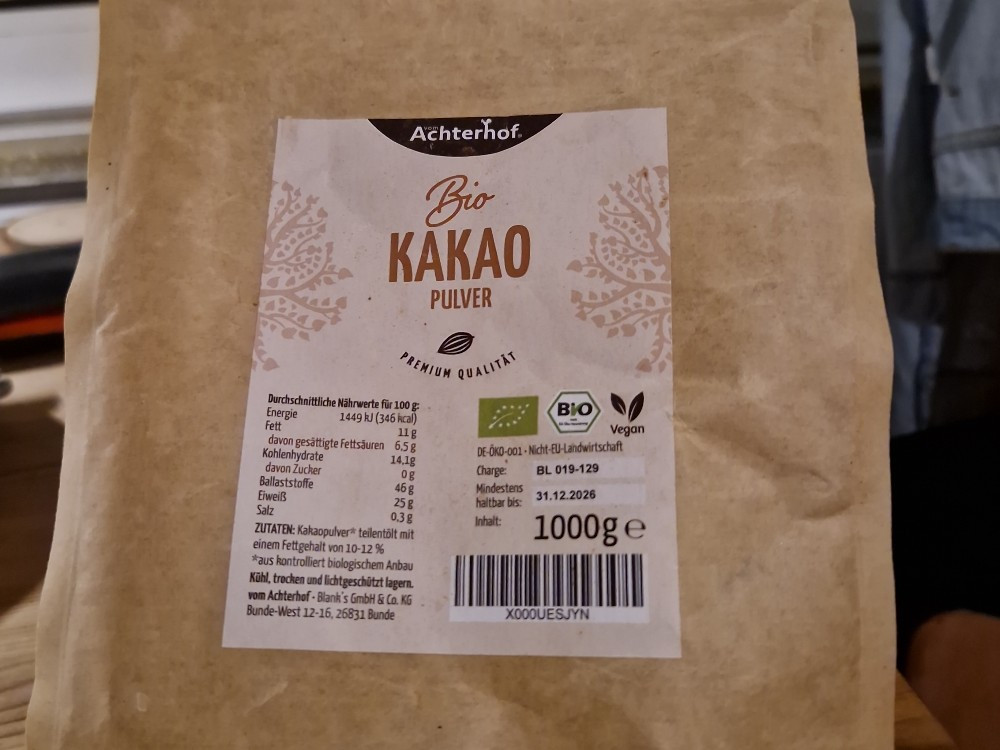 vom
Achterhof®
Bio
KAKAO
PULVER
PREMIUM QUALITÄT
Durchschnittliche Nährwerte für 100 g:
Energie 1449 kJ (346 kcal)
Fett 11 g
davon gesättigte Fettsäuren 6,5 g
Kohlenhydrate 14,1g
davon Zucker 0 g
Ballaststoffe 46 g
Eiweiß 25 g
Salz 0,3 g
ZUTATEN: Kakaopulver* teilentölt mit
einem Fettgehalt von 10-12 %
*aus kontrolliert biologischem Anbau
Kühl, trocken und lichtgeschützt lagern.
vom Achterhof - Blank's GmbH & Co. KG
Bunde-West 12-16, 26831 Bunde
BIO
Vegan
DE-ÖKO-001 - Nicht-EU-Landwirtschaft
Charge: BL 019-129
Mindestens
haltbar bis: 31.12.2026
Inhalt: 1000g e
X000UESJYN